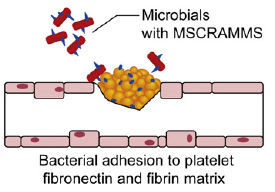 Microbials
with MSCRAMMS
Bacterial adhesion to platelet
fibronectin and fibrin matrix